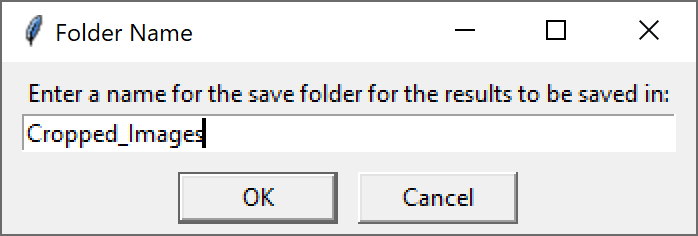 Folder Name
Enter a name for the save folder for the results to be saved in:
Cropped_Images
OK Cancel